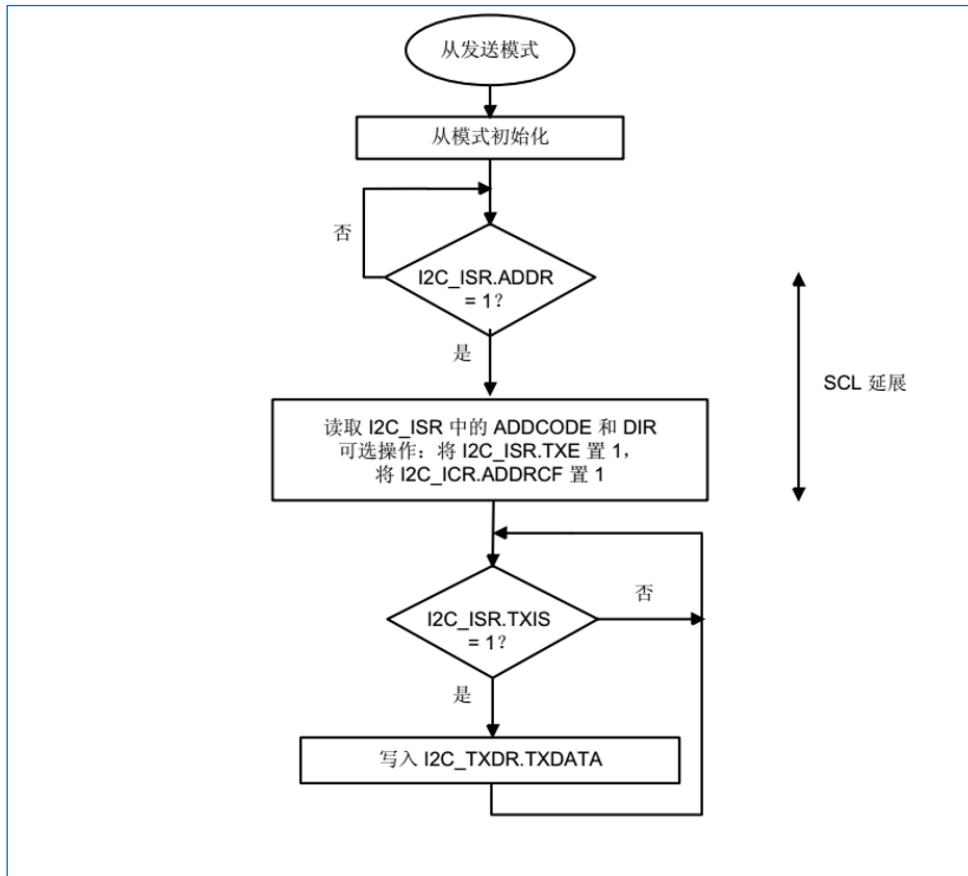 从发送模式
从模式初始化
否
I2C_ISR.ADDR
= 1?
是
SCL 延展
读取 I2C_ISR 中的 ADDCODE 和 DIR
可选操作：将 I2C_ISR.TXE 置 1，
将 I2C_ICR.ADDRCF 置 1
否
I2C_ISR.TXIS
= 1?
是
写入 I2C_TXDR.TXDATA